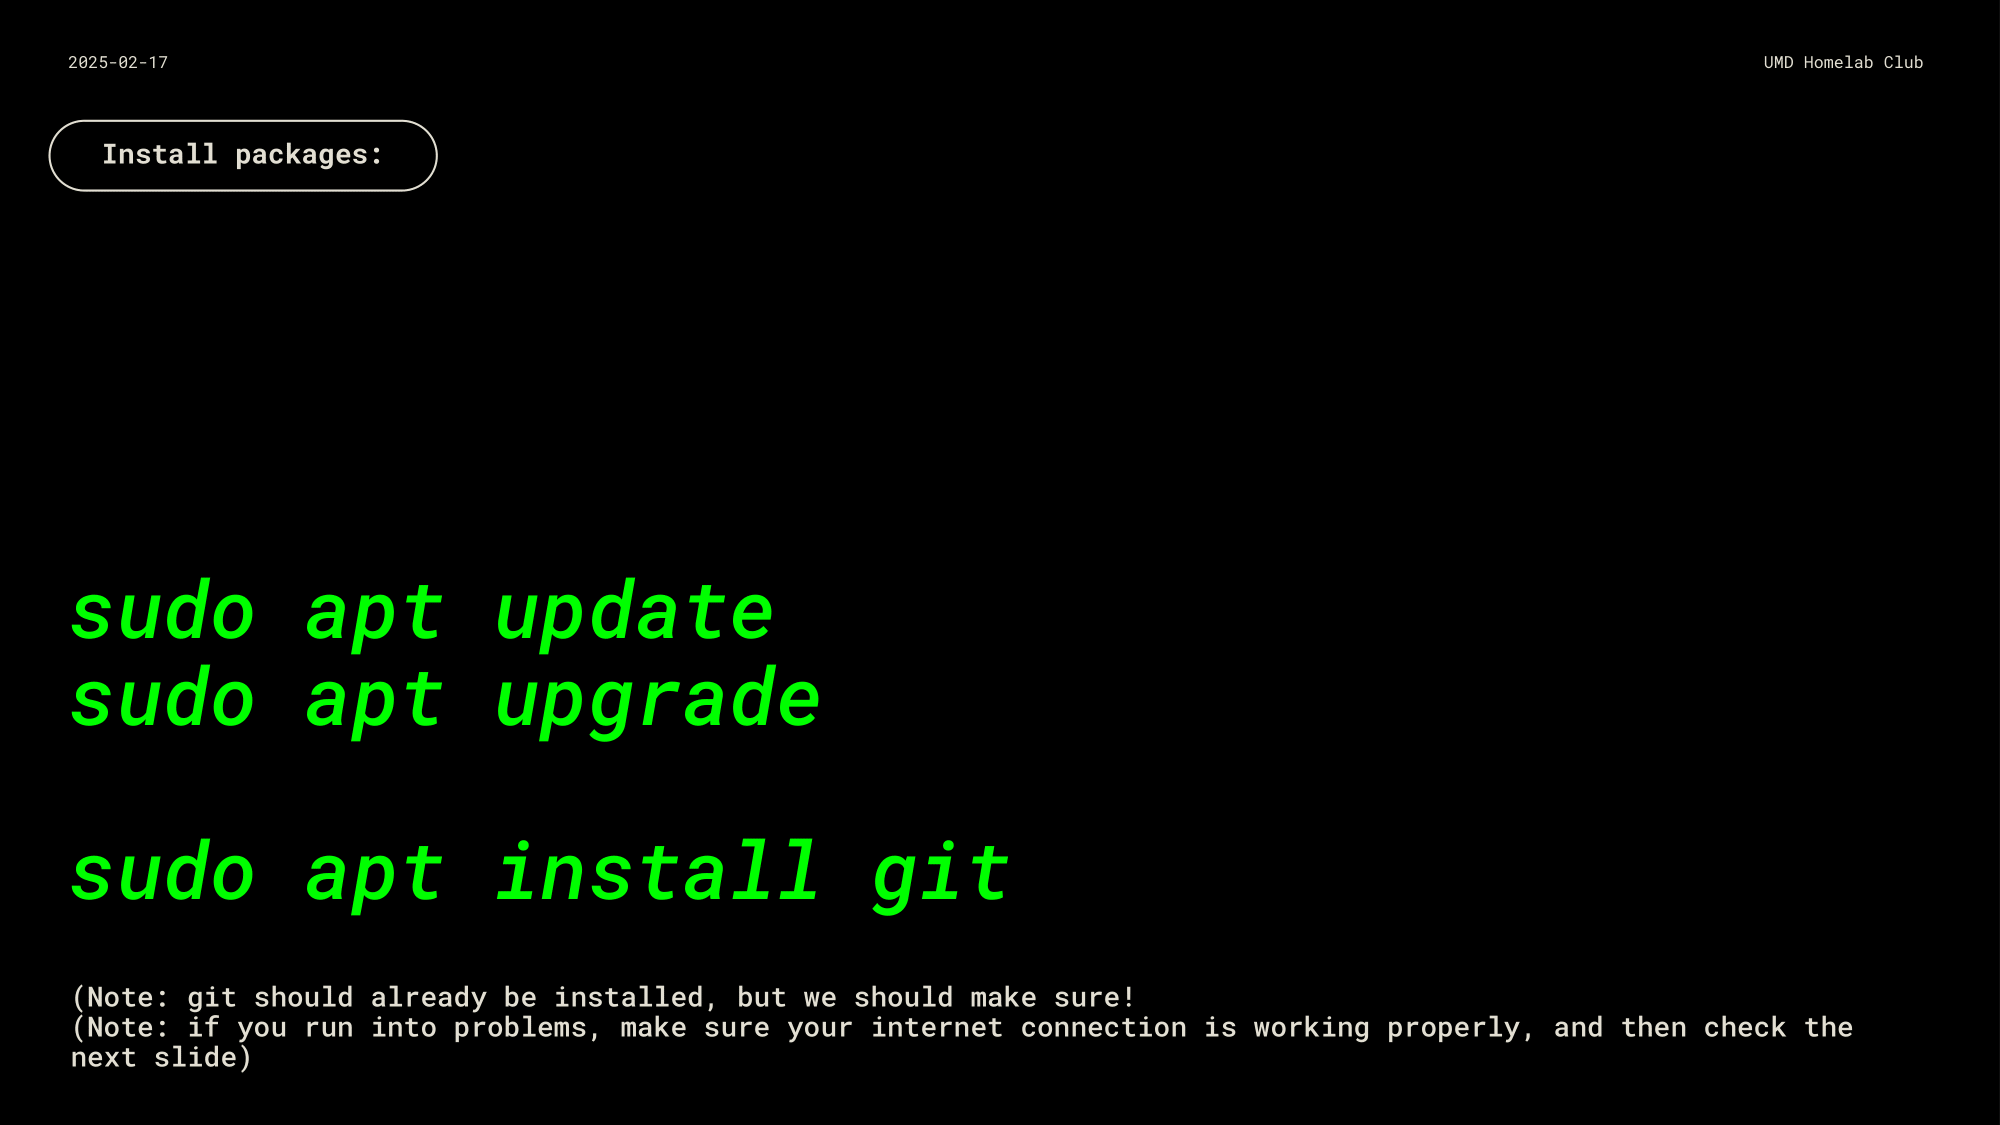 2025-02-17
UMD Homelab Club
Install packages:
sudo apt update
sudo apt upgrade
sudo apt install git
(Note: git should already be installed, but we should make sure!
(Note: if you run into problems, make sure your internet connection is working properly, and then check the
next slide)